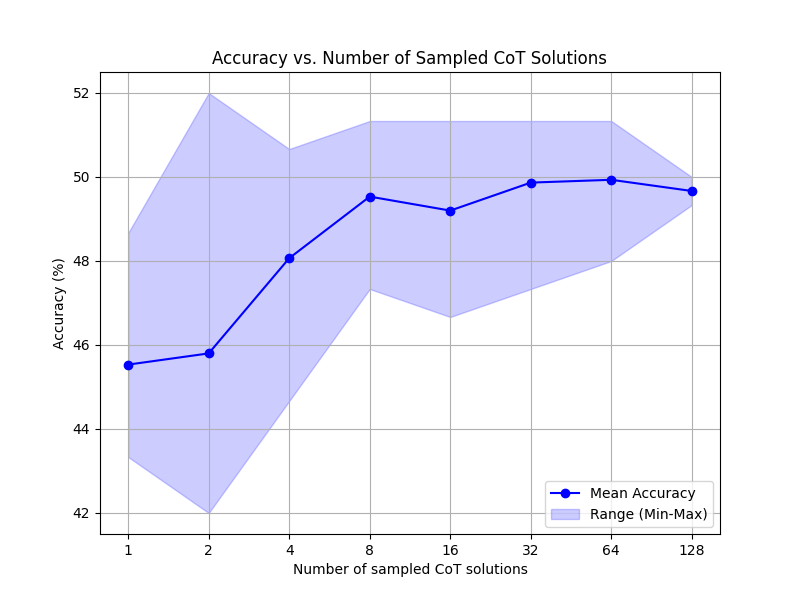 Accuracy vs. Number of Sampled CoT Solutions
52
50
48
46
44
42
Accuracy (%)
Mean Accuracy
Range (Min-Max)
1 2 4 8 16 32 64 128
Number of sampled CoT solutions